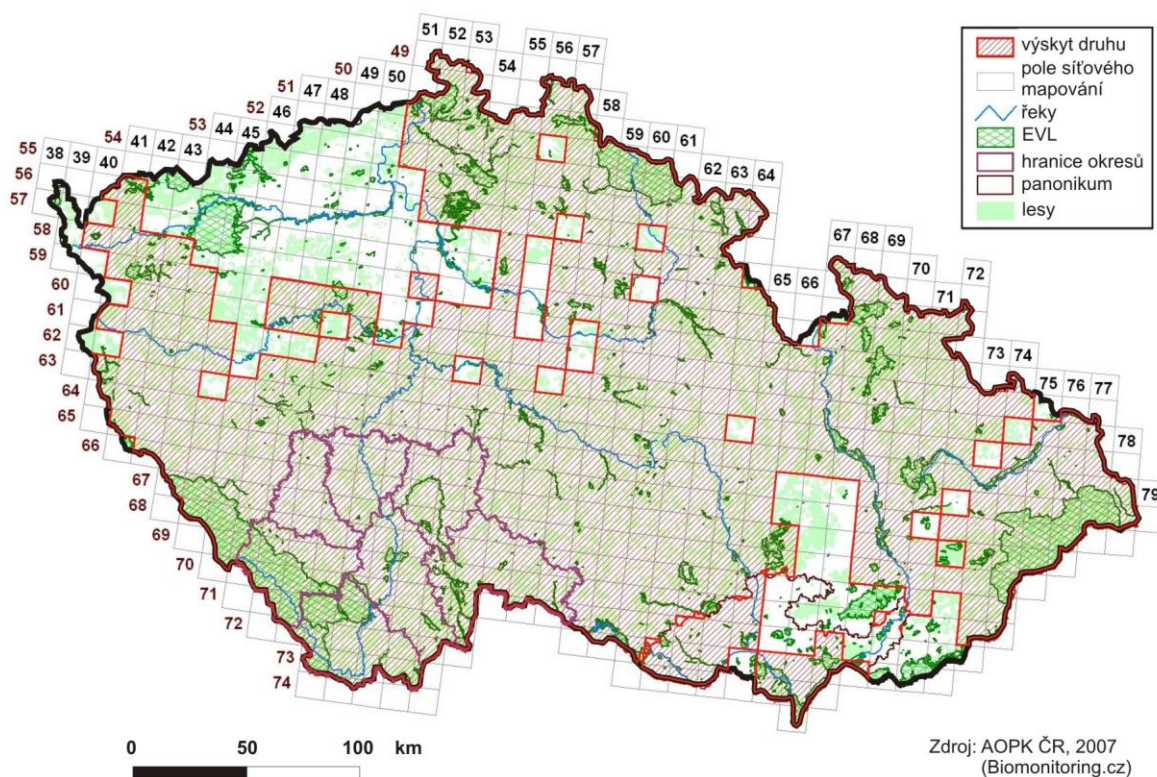 51 52 53
55 56 57
49
54
50 49 50
58
51 48
47
52 46
59 60 61
53 44 45
62 63 64
54 41 42 43
55 38 39 40
56
57
58
59
60
61
62
63
64
65
66
67
68
69
70
71
72
73
74
67 68 69
70
71
72
65 66
73 74
75 76 77
78
79
výskyt druhu
pole síťového
mapování
řeky
EVL
hranice okresů
panonikum
lesy
0 50 100 km
Zdroj: AOPK ČR, 2007
(Biomonitoring.cz)